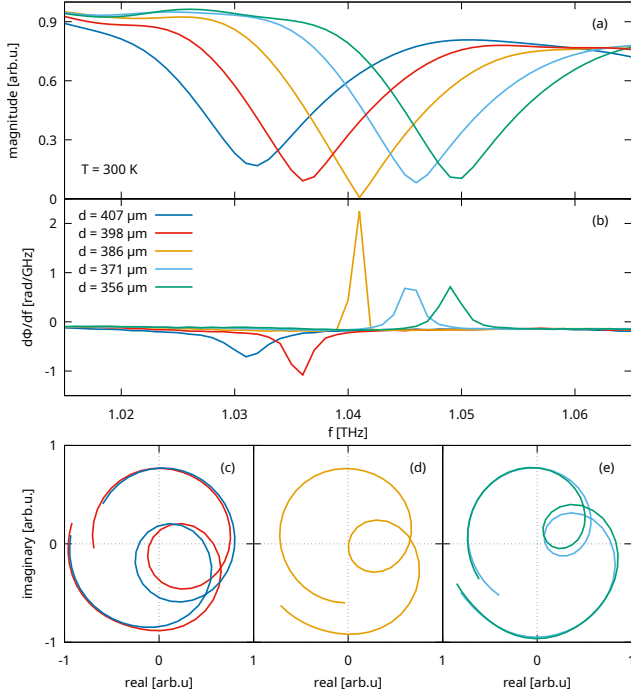 (a)
magnitude [arb.u.]
0.9
0.6
0.3
0
T = 300 K
(b)
d = 407 µm
d = 398 µm
d = 386 µm
d = 371 µm
d = 356 µm
dΦ/df [rad/GHz]
2
1
0
-1
1.02 1.03 1.04 1.05 1.06
f [THz]
(c) (d) (e)
imaginary [arb.u.]
1
0
-1
-1 0 1 0 1 0 1
real [arb.u] real [arb.u] real [arb.u]